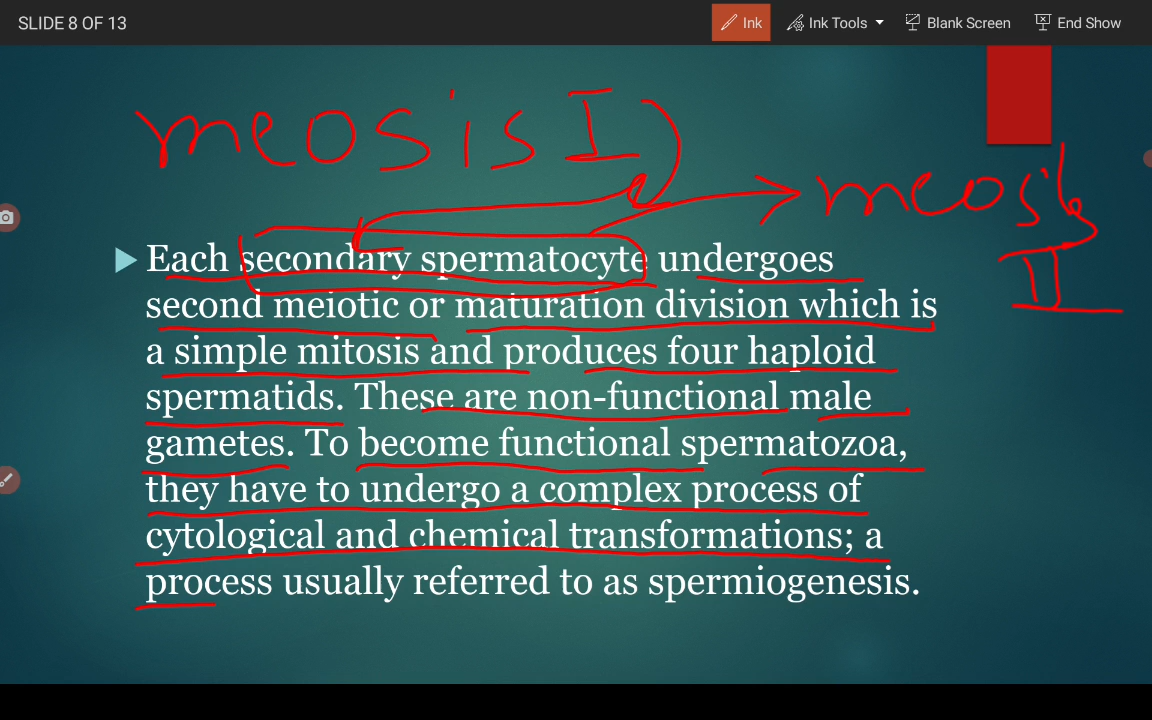 SLIDE 8 OF 13
Ink
Ink Tools
Blank Screen
End Show
meosis I
meosis
II
Each secondary spermatocyte undergoes
second meiotic or maturation division which is
a simple mitosis and produces four haploid
spermatids. These are non-functional male
gametes. To become functional spermatozoa,
they have to undergo a complex process of
cytological and chemical transformations; a
process usually referred to as spermiogenesis.